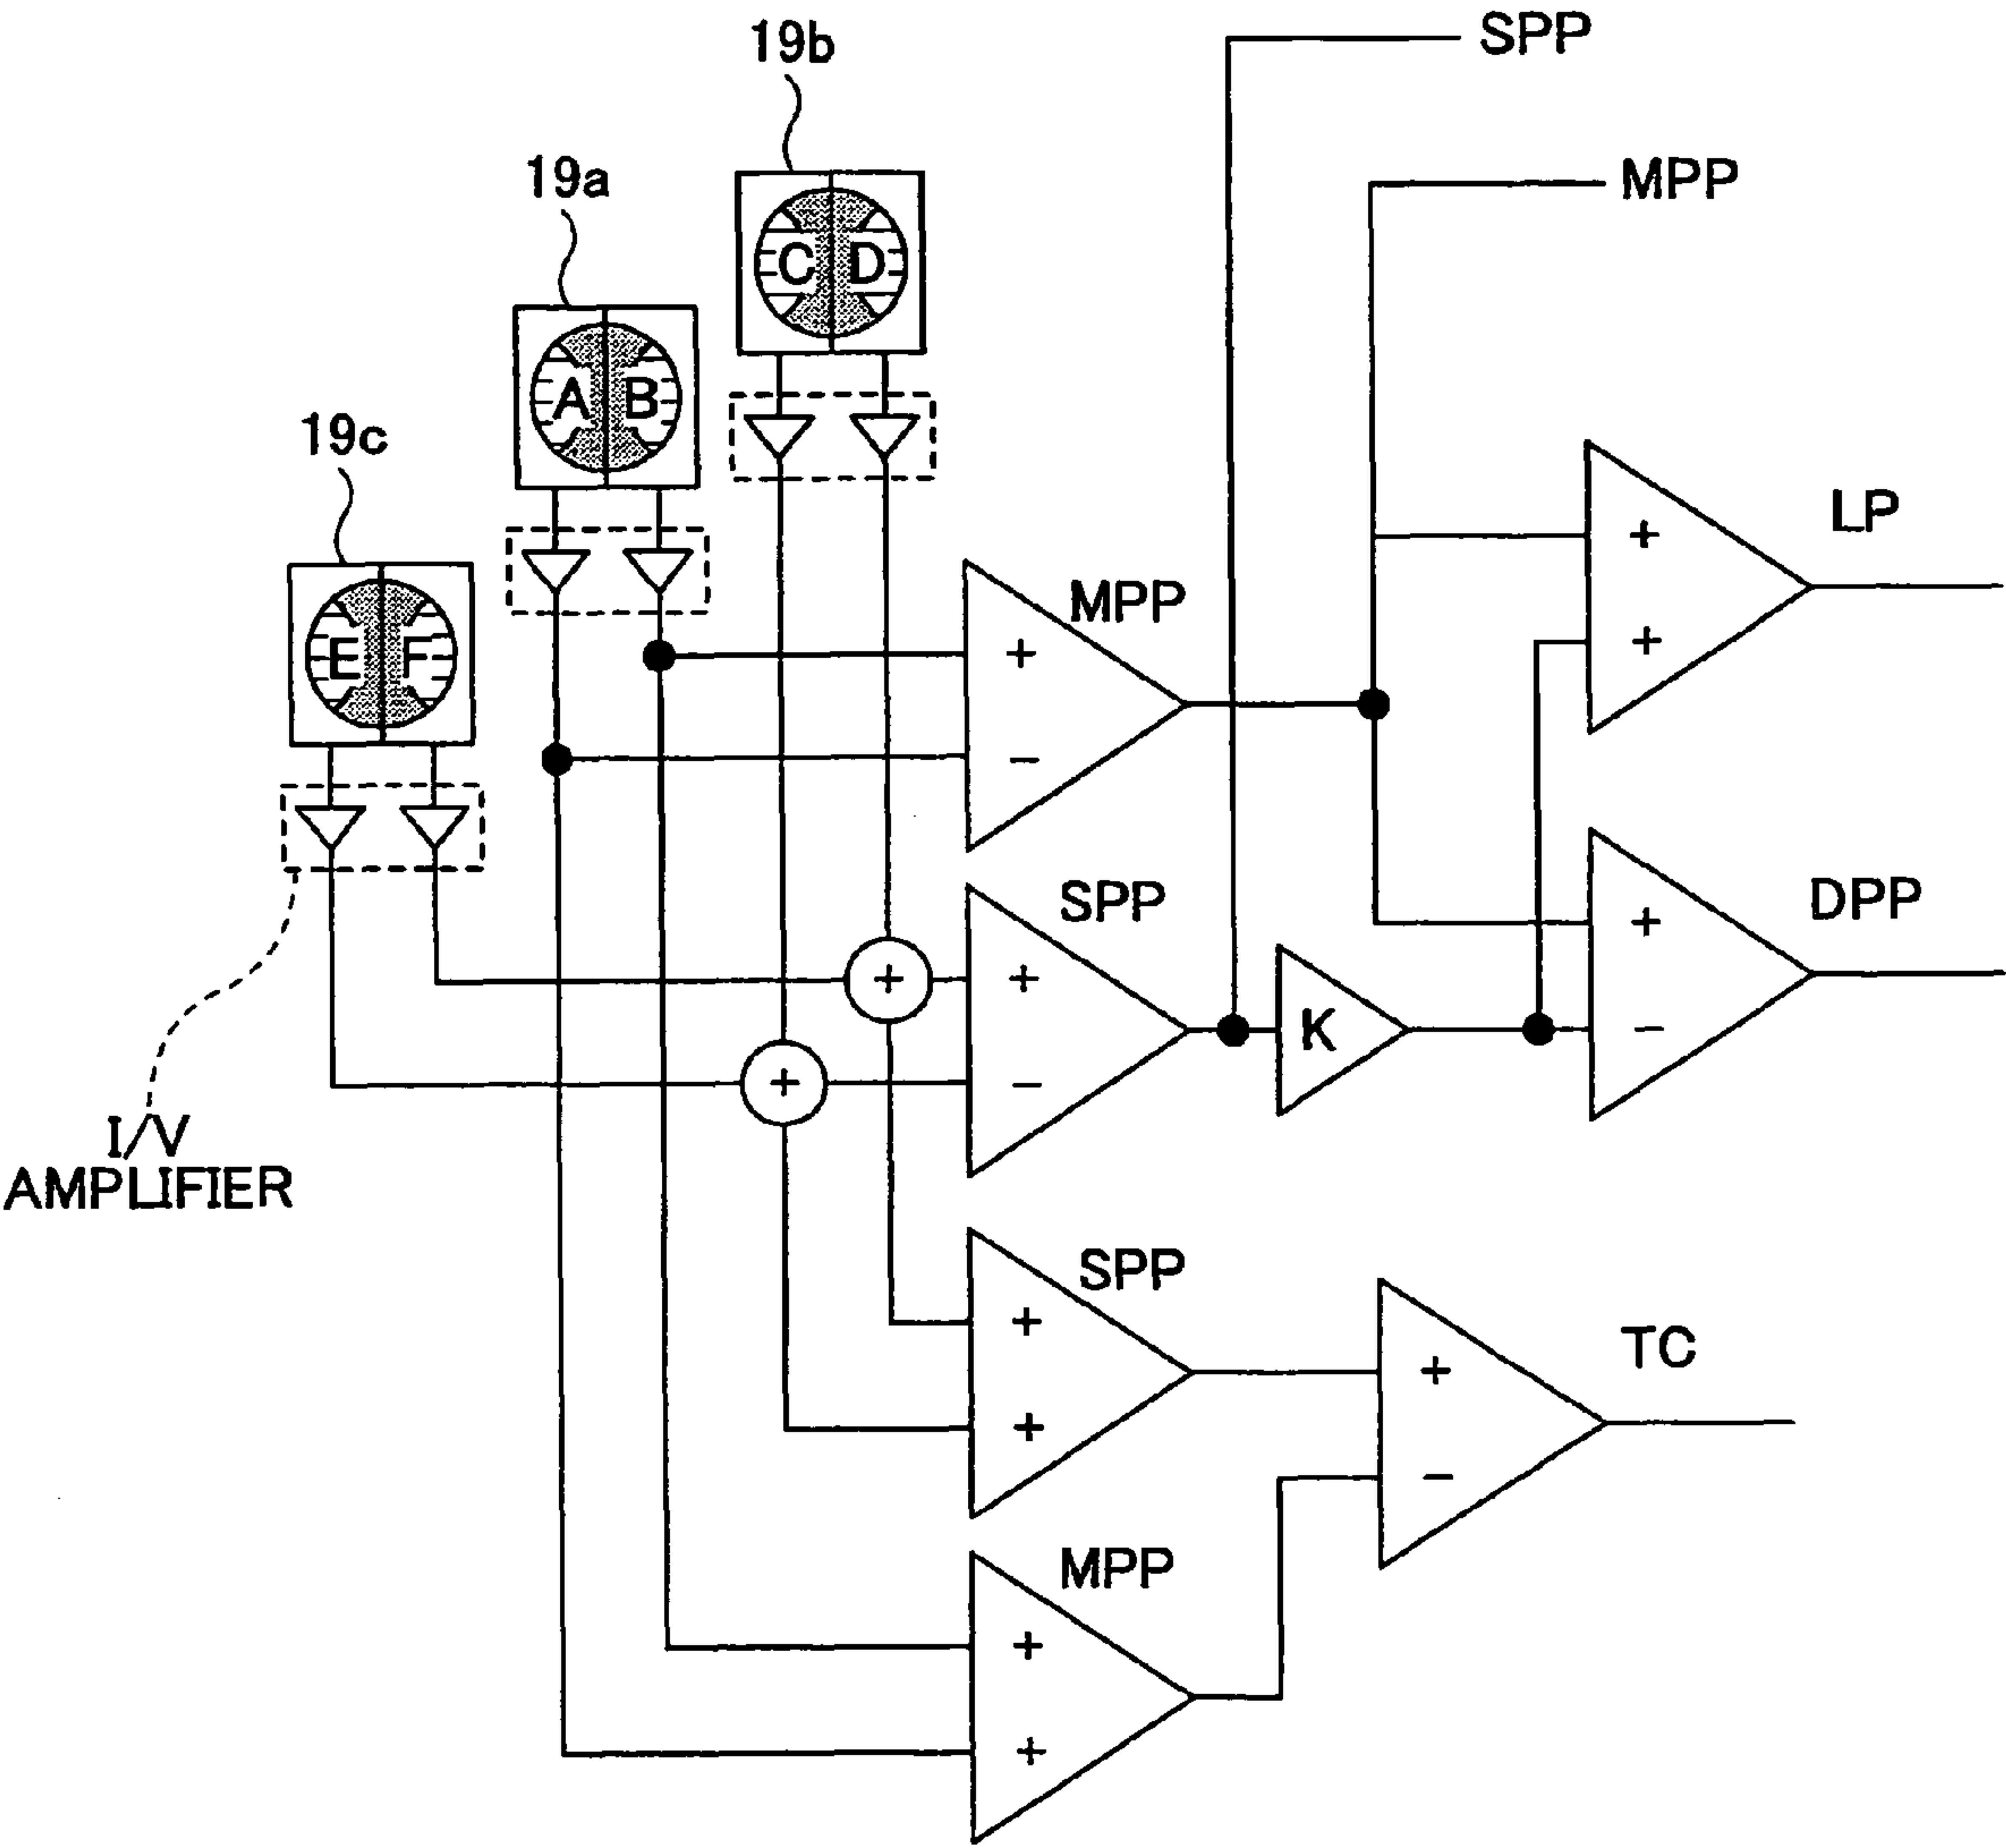 SPP
19b
MPP
19a
C D
A B
19c
LP
+
+
MPP
+
−
E F
SPP
+
−
DPP
+
−
+
+
K
I/V
AMPLIFIER
SPP
+
+
TC
+
−
MPP
+
+